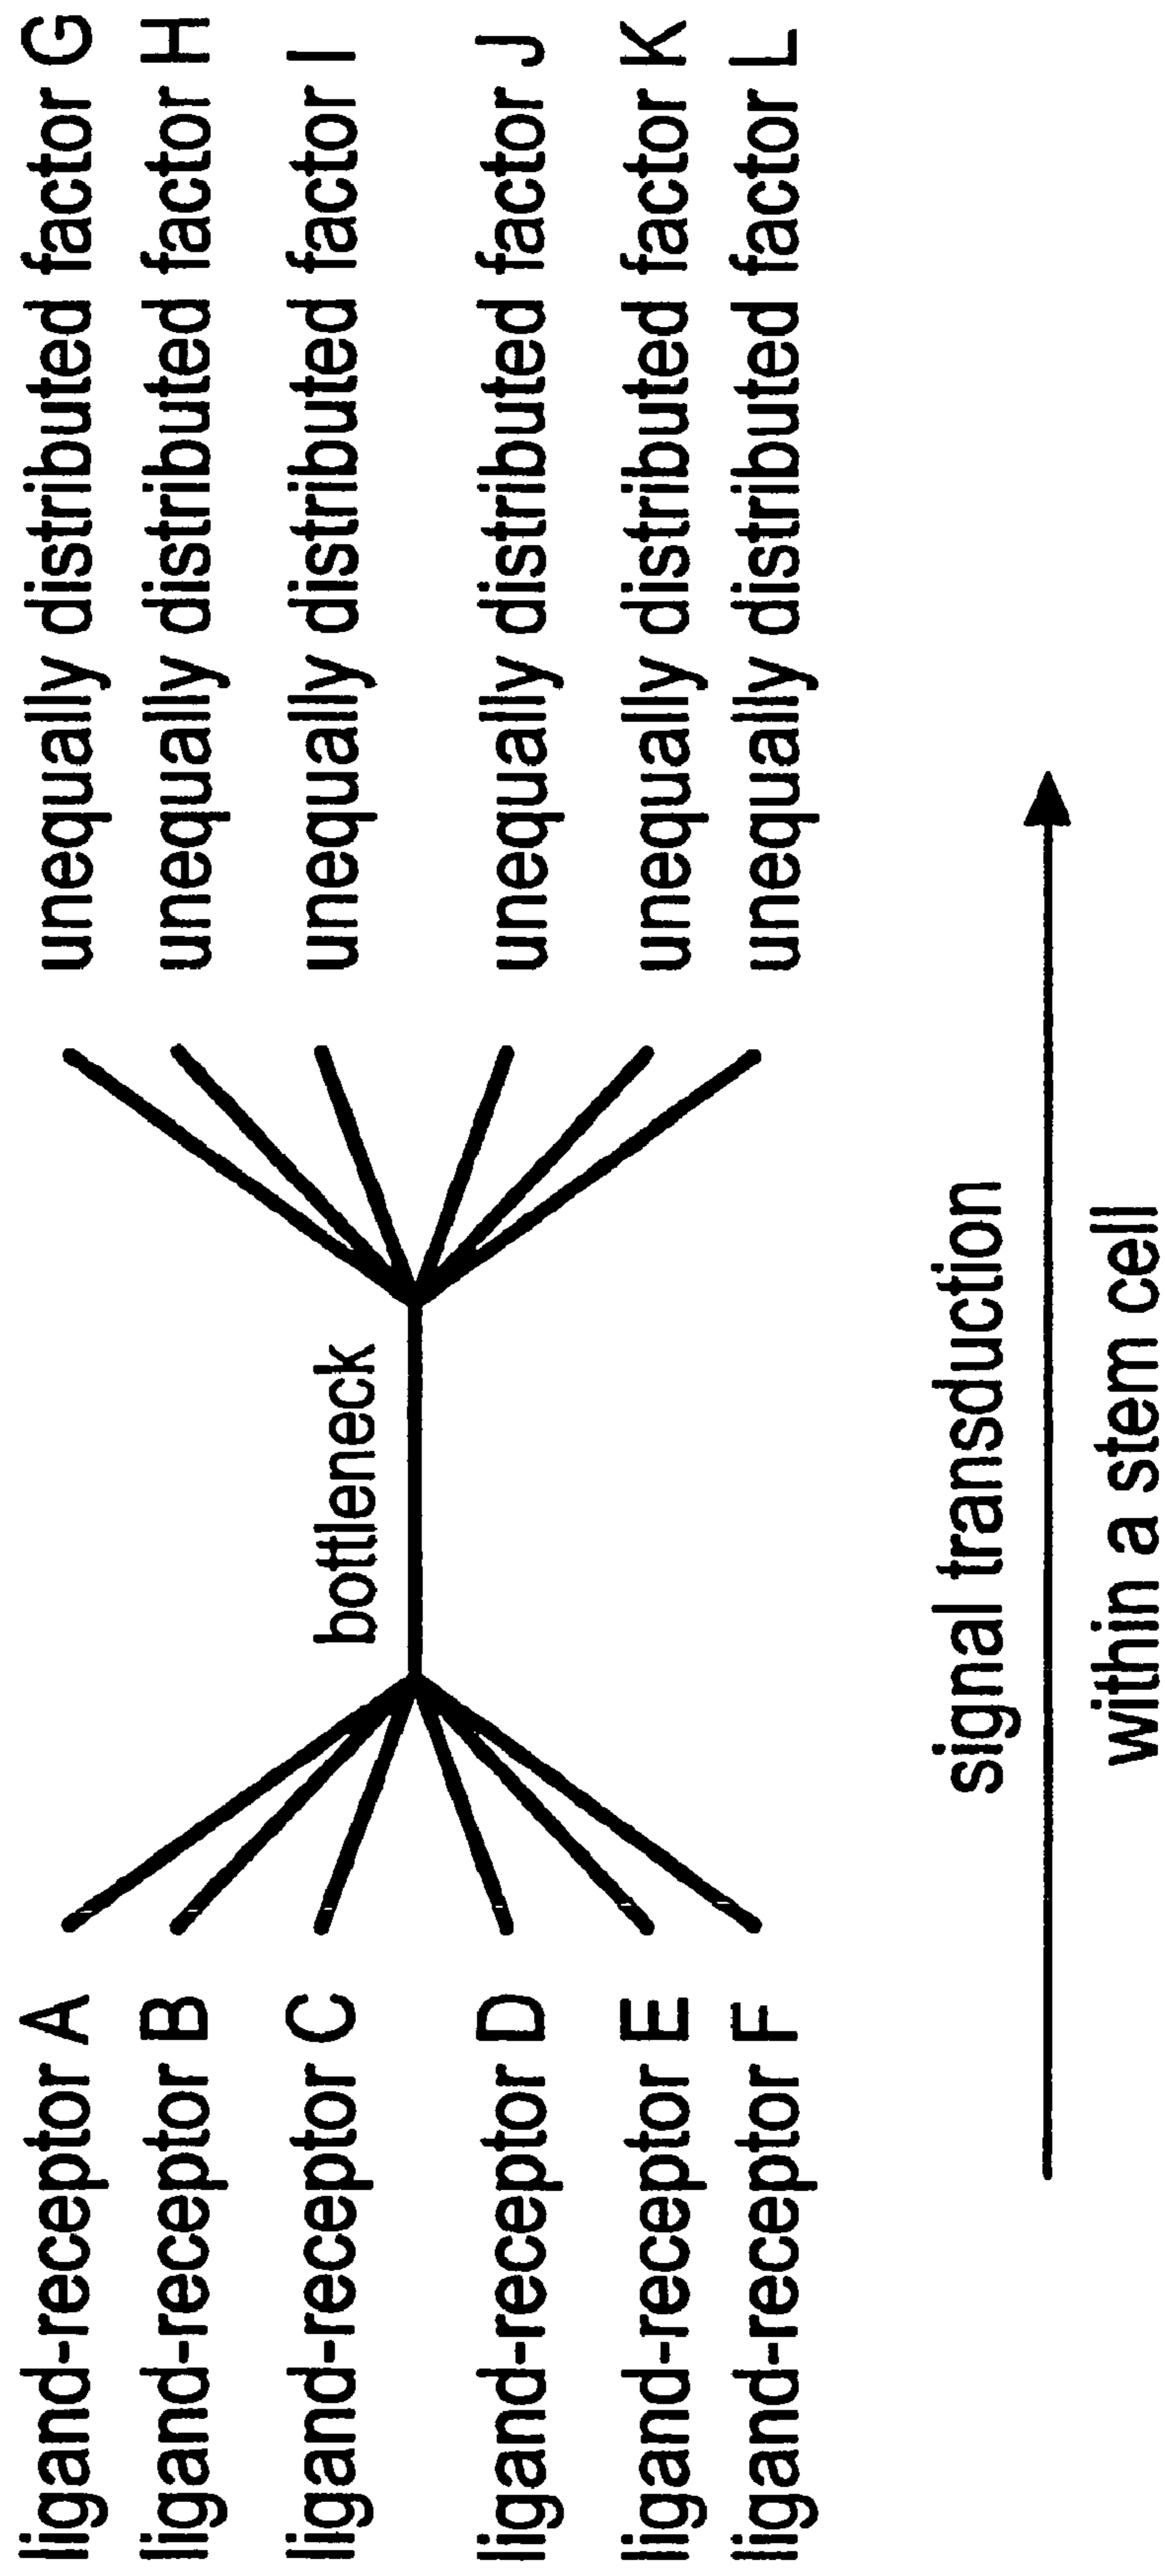 ligand-receptor A
ligand-receptor B
ligand-receptor C
ligand-receptor D
ligand-receptor E
ligand-receptor F
bottleneck
unequally distributed factor G
unequally distributed factor H
unequally distributed factor I
unequally distributed factor J
unequally distributed factor K
unequally distributed factor L
signal transduction
within a stem cell